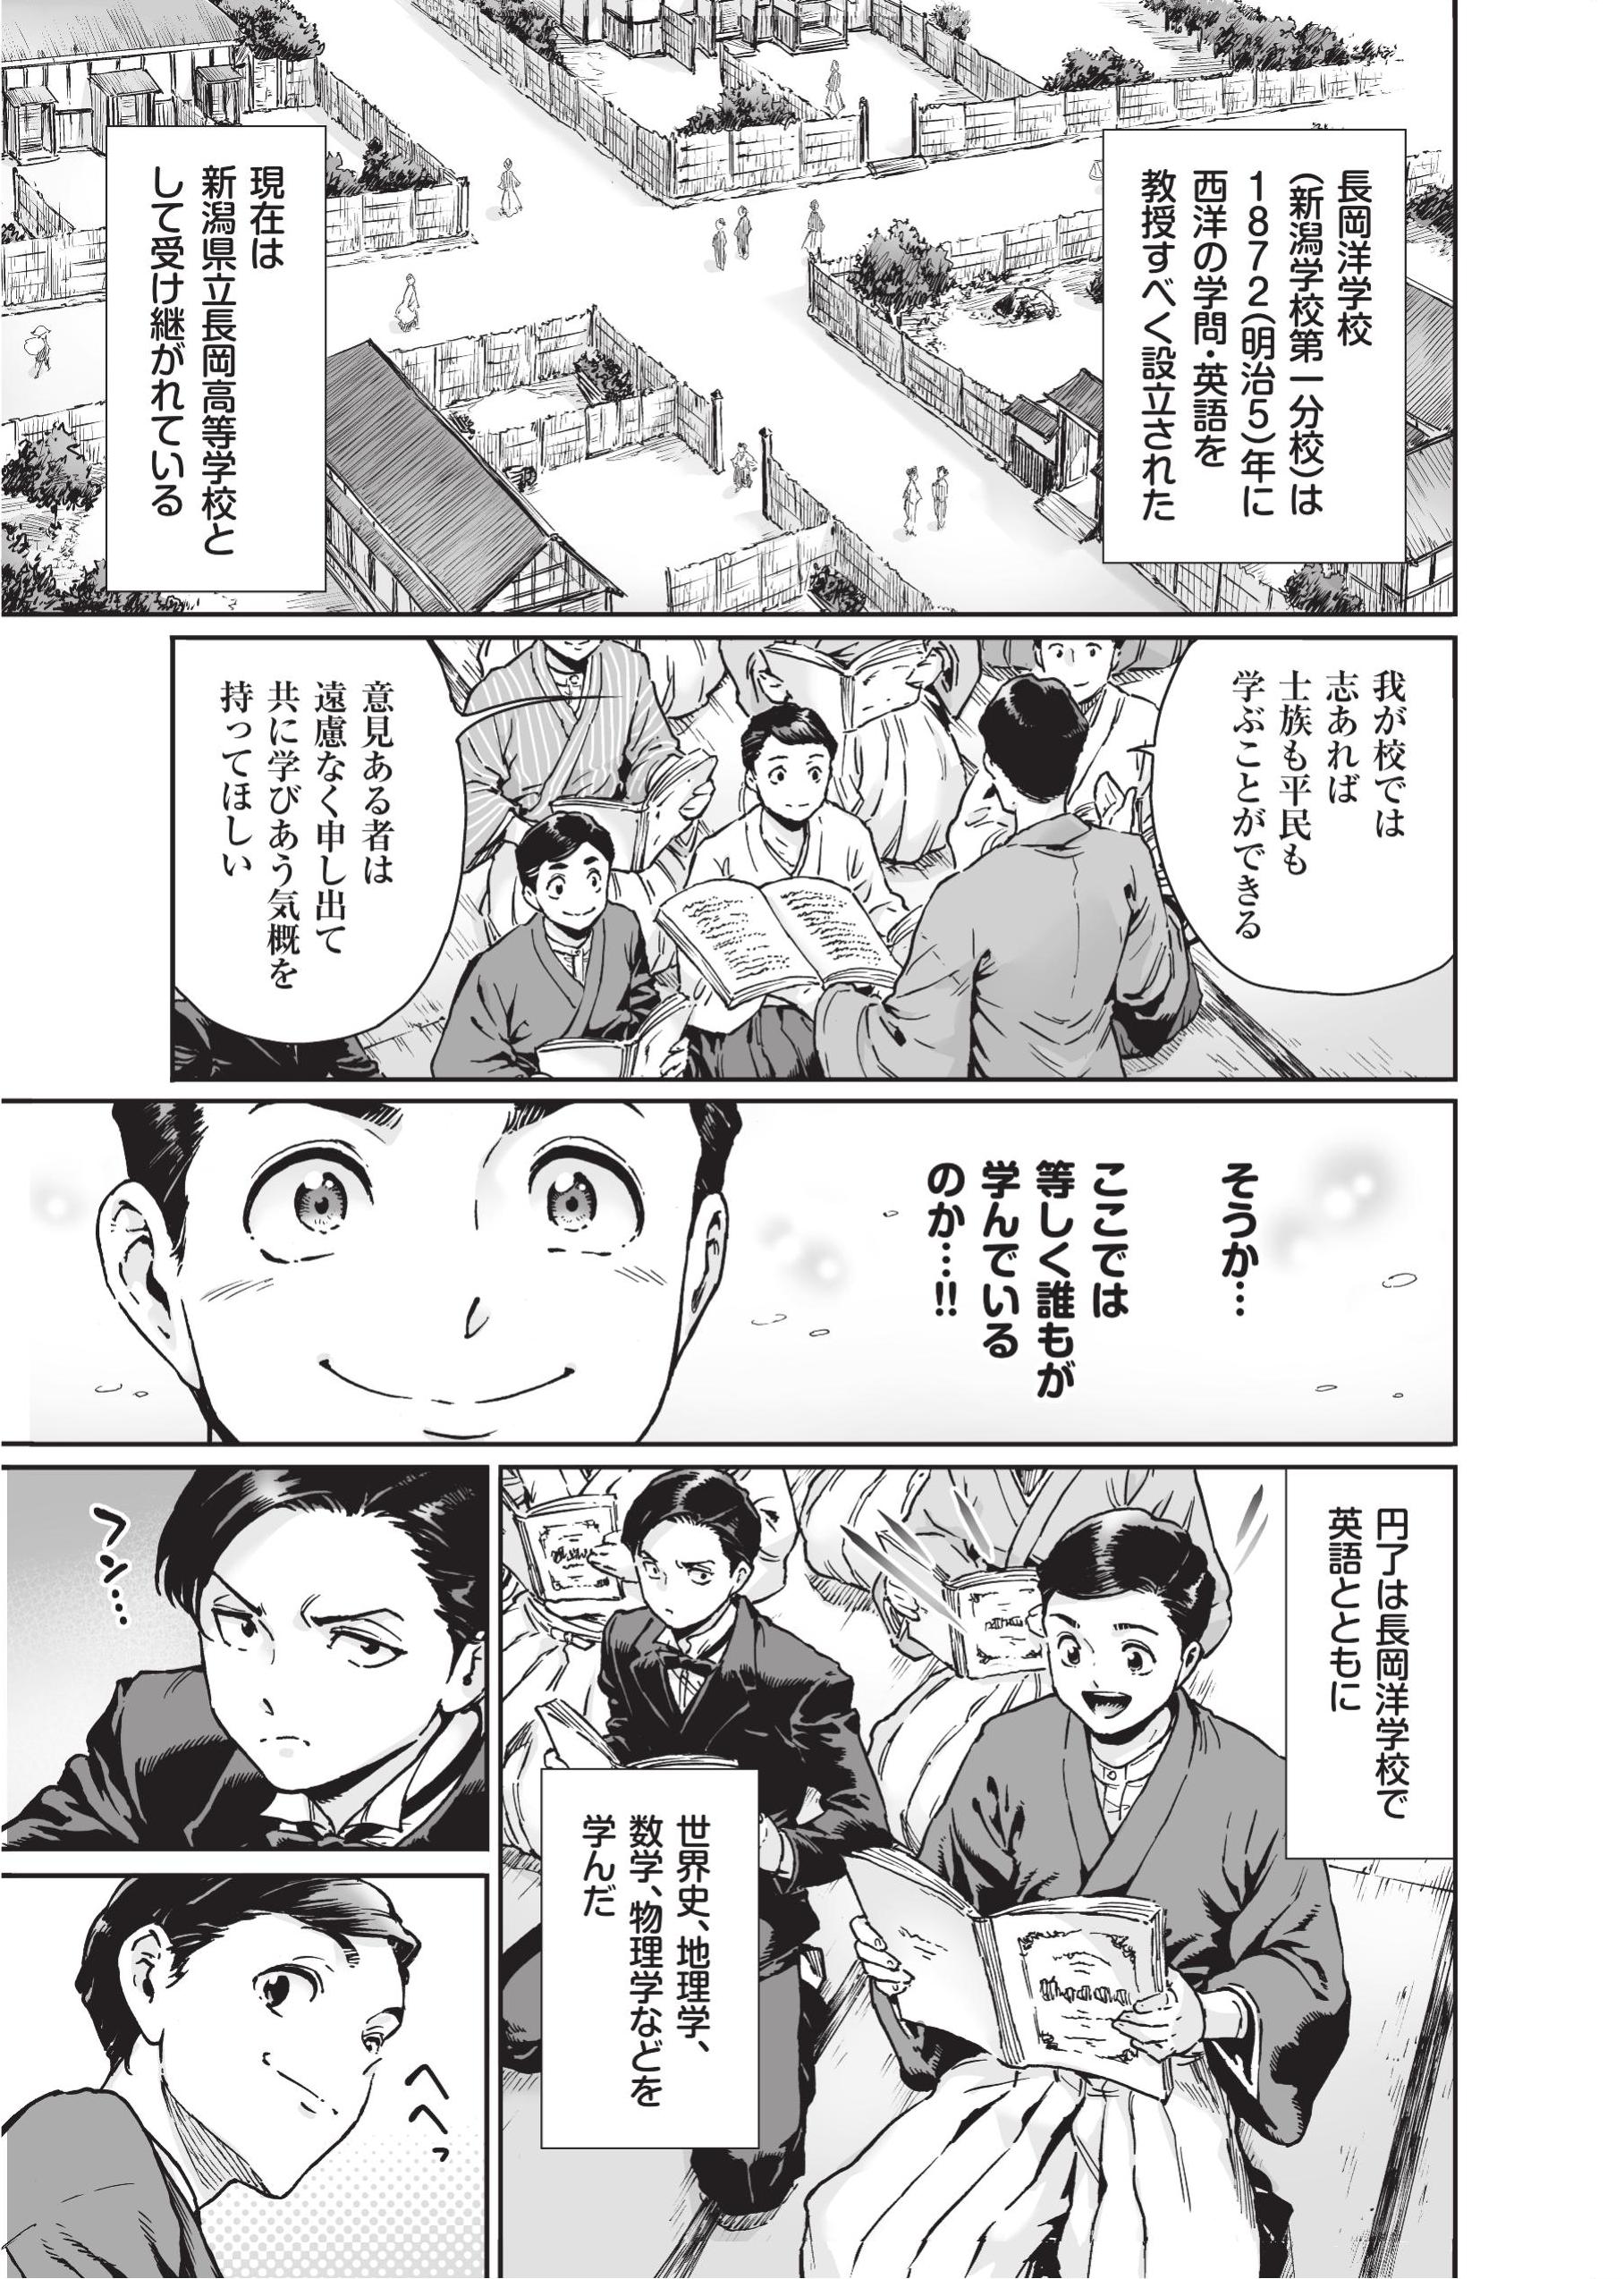 長岡洋学校
(新潟学校第一分校)は
1872(明治5)年に
西洋の学問・英語を
教授すべく設立された
現在は
新潟県立長岡高等学校と
して受け継がれている
我が校では
志あれば
士族も平民も
学ぶことができる
意見ある者は
遠慮なく申し出て
共に学びあう気概を
持ってほしい
そうか…
ここでは
等しく誰もが
学んでいる
のか…!!
円了は長岡洋学校で
英語とともに
世界史、地理学、
数学、物理学などを
学んだ
フン…
へへっ